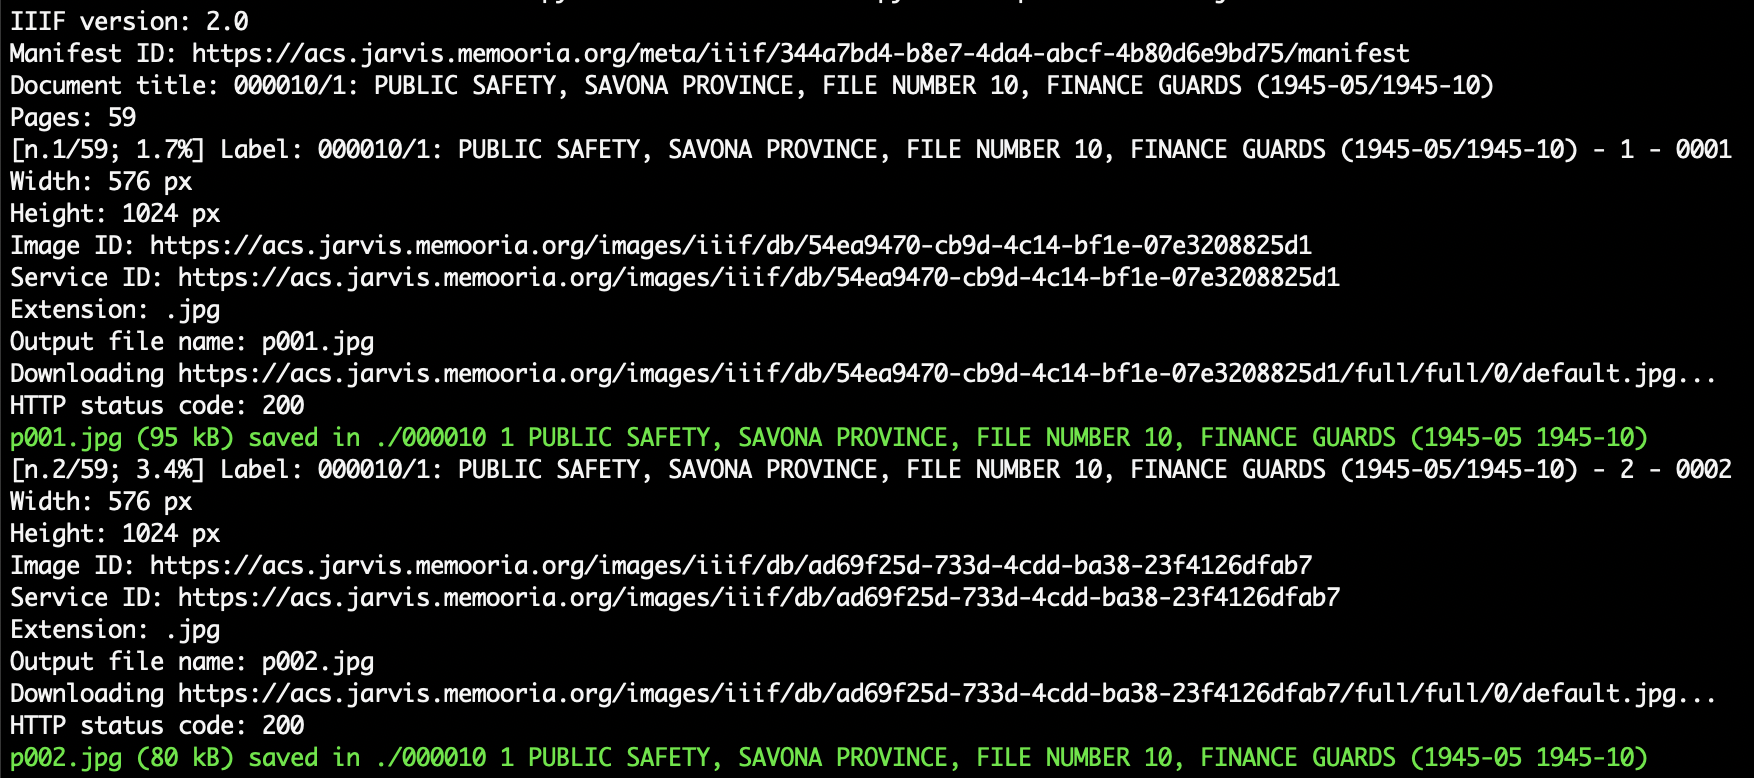 IIIF version: 2.0
Manifest ID: https://acs.jarvis.memooria.org/meta/iiif/344a7bd4-b8e7-4da4-abcf-4b80d6e9bd75/manifest
Document title: 000010/1: PUBLIC SAFETY, SAVONA PROVINCE, FILE NUMBER 10, FINANCE GUARDS (1945-05/1945-10)
Pages: 59
[n.1/59; 1.7%] Label: 000010/1: PUBLIC SAFETY, SAVONA PROVINCE, FILE NUMBER 10, FINANCE GUARDS (1945-05/1945-10) - 1 - 0001
Width: 576 px
Height: 1024 px
Image ID: https://acs.jarvis.memooria.org/images/iiif/db/54ea9470-cb9d-4c14-bf1e-07e3208825d1
Service ID: https://acs.jarvis.memooria.org/images/iiif/db/54ea9470-cb9d-4c14-bf1e-07e3208825d1
Extension: .jpg
Output file name: p001.jpg
Downloading https://acs.jarvis.memooria.org/images/iiif/db/54ea9470-cb9d-4c14-bf1e-07e3208825d1/full/full/0/default.jpg...
HTTP status code: 200
p001.jpg (95 kB) saved in ./000010 1 PUBLIC SAFETY, SAVONA PROVINCE, FILE NUMBER 10, FINANCE GUARDS (1945-05 1945-10)
[n.2/59; 3.4%] Label: 000010/1: PUBLIC SAFETY, SAVONA PROVINCE, FILE NUMBER 10, FINANCE GUARDS (1945-05/1945-10) - 2 - 0002
Width: 576 px
Height: 1024 px
Image ID: https://acs.jarvis.memooria.org/images/iiif/db/ad69f25d-733d-4cdd-ba38-23f4126dfab7
Service ID: https://acs.jarvis.memooria.org/images/iiif/db/ad69f25d-733d-4cdd-ba38-23f4126dfab7
Extension: .jpg
Output file name: p002.jpg
Downloading https://acs.jarvis.memooria.org/images/iiif/db/ad69f25d-733d-4cdd-ba38-23f4126dfab7/full/full/0/default.jpg...
HTTP status code: 200
p002.jpg (80 kB) saved in ./000010 1 PUBLIC SAFETY, SAVONA PROVINCE, FILE NUMBER 10, FINANCE GUARDS (1945-05 1945-10)